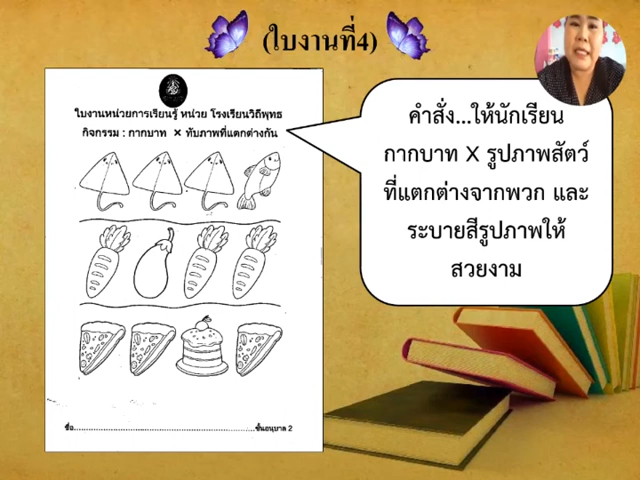 (ใบงานที่4)
ใบงานหน่วยการเรียนรู้ หน่วย โรงเรียนวิถีพุทธ
กิจกรรม : กากบาท × ทับภาพที่แตกต่างกัน
ชื่อ..........................................................ชั้นอนุบาล 2
คำสั่ง...ให้นักเรียน
กากบาท X รูปภาพสัตว์
ที่แตกต่างจากพวก และ
ระบายสีรูปภาพให้
สวยงาม